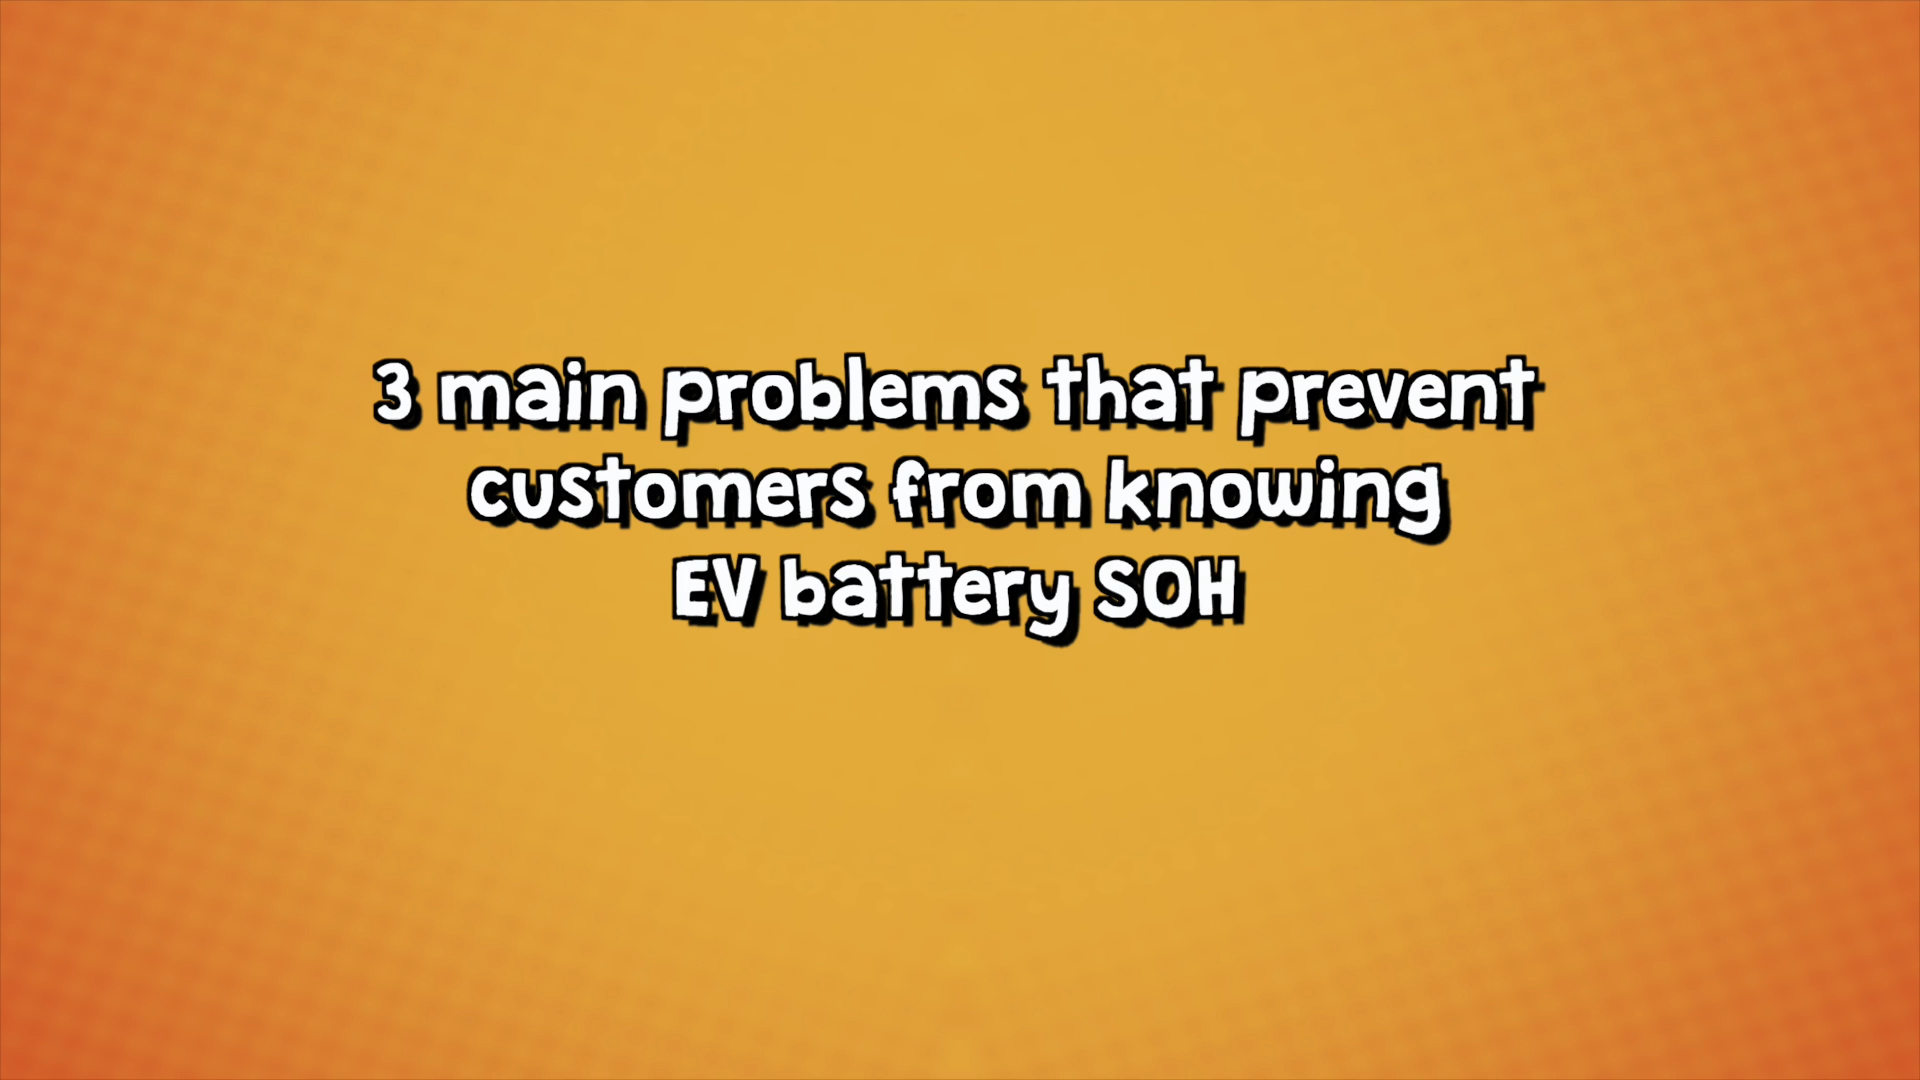 3 main problems that prevent
customers from knowing
EV battery SOH